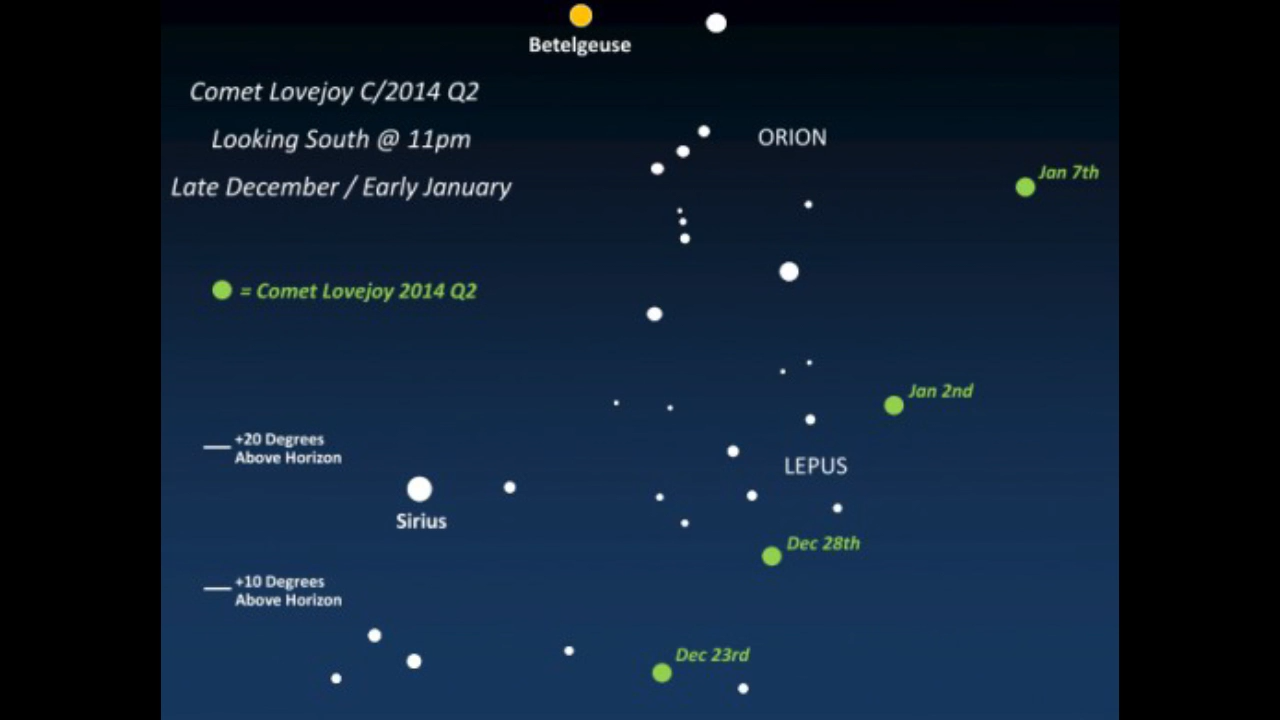 Betelgeuse
Comet Lovejoy C/2014 Q2
Looking South @ 11pm
Late December / Early January
ORION
Jan 7th
= Comet Lovejoy 2014 Q2
Jan 2nd
+20 Degrees
Above Horizon
LEPUS
Sirius
Dec 28th
+10 Degrees
Above Horizon
Dec 23rd